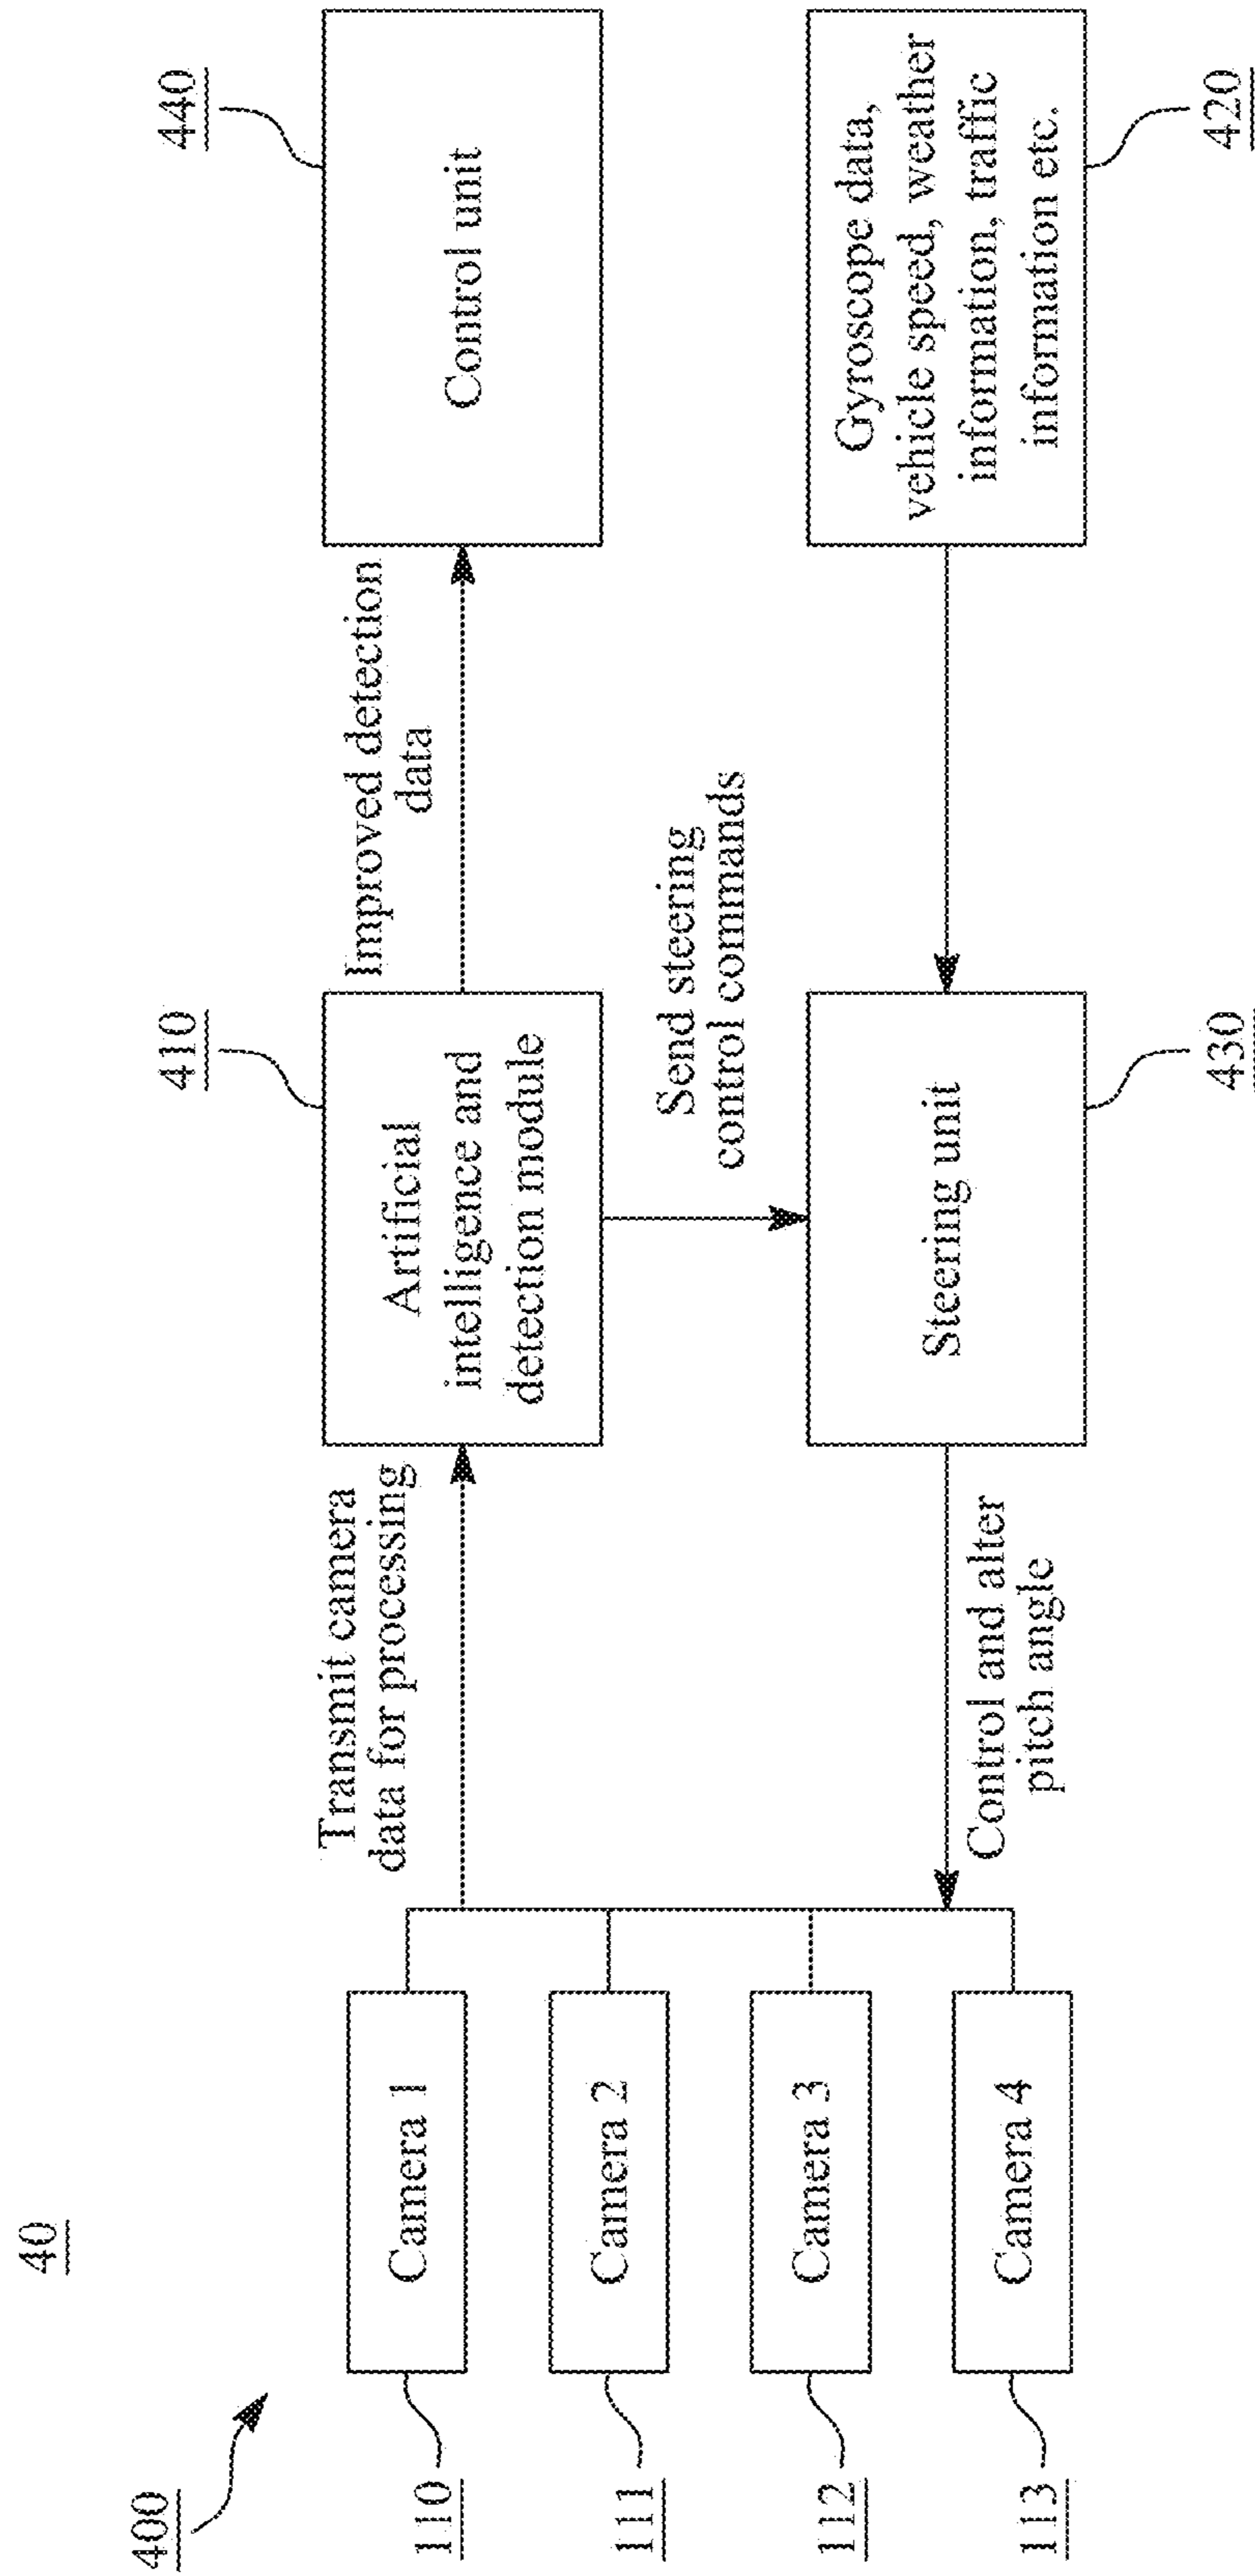 40
400
110
Camera 1
111
Camera 2
112
Camera 3
113
Camera 4
Transmit camera
data for processing
410
Artificial
intelligence and
detection module
Improved detection
data
440
Control unit
Send steering
control commands
Control and alter
pitch angle
Steering unit
430
Gyroscope data,
vehicle speed, weather
information, traffic
information etc.
420